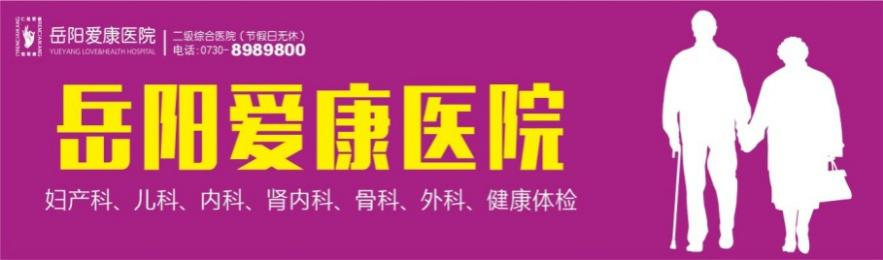 岳阳爱康医院
YUEYANG LOVE&HEALTH HOSPITAL
二级综合医院（节假日无休）
电话:0730-8989800
岳阳爱康医院
妇产科、儿科、内科、肾内科、骨科、外科、健康体检